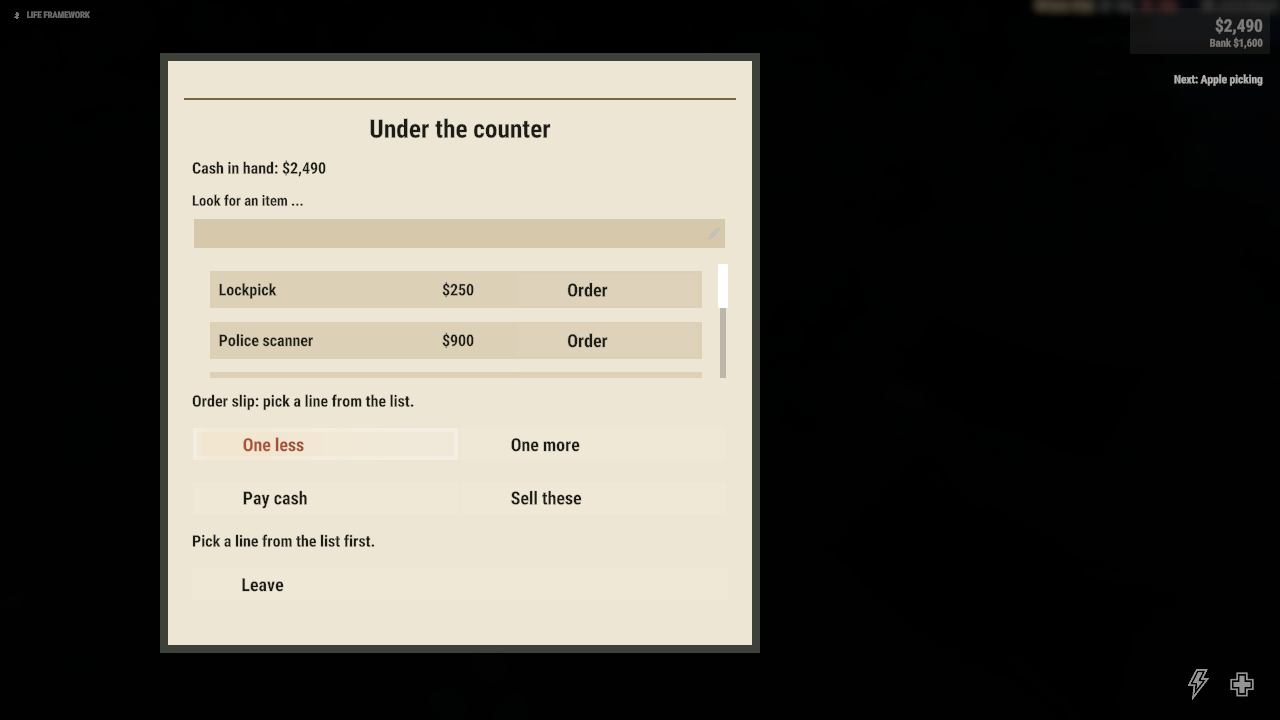 LIFE FRAMEWORK
$2,490
Bank $1,600
Next: Apple picking
Under the counter
Cash in hand: $2,490
Look for an item ...
Lockpick $250 Order
Police scanner $900 Order
Order slip: pick a line from the list.
One less One more
Pay cash Sell these
Pick a line from the list first.
Leave